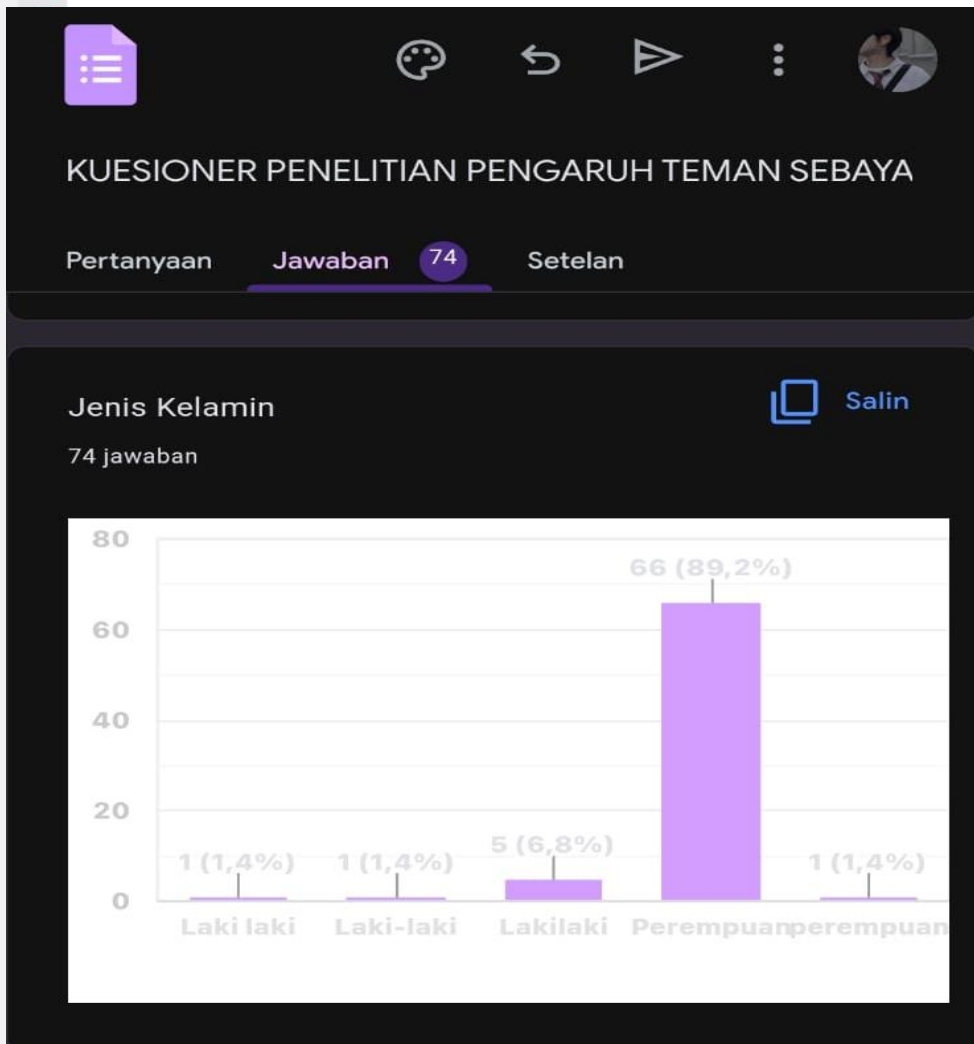 KUESIONER PENELITIAN PENGARUH TEMAN SEBAYA
Pertanyaan Jawaban 74 Setelan
Jenis Kelamin
Salin
74 jawaban
80
66 (89,2%)
60
40
20
5 (6,8%)
1 (1,4%) 1 (1,4%) 1 (1,4%)
0
Laki laki Laki-laki Lakilaki Perempuan perempuan